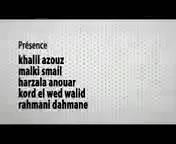 Présence
khalil azouz
malki smail
harzala anouar
kord el wed walid
rahmani dahmane